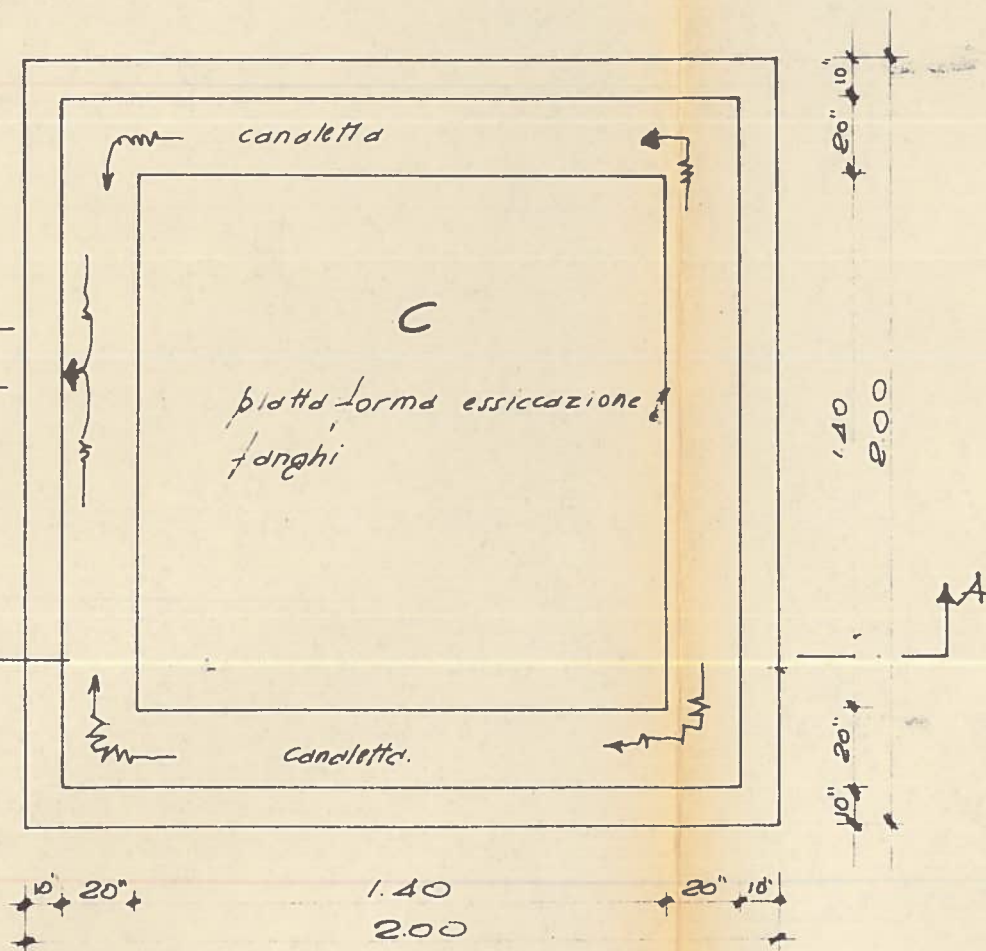 canaletta
C
piattaforma essiccazione
fanghi
canaletta.
10"
20"
1.40
2.00
A
20"
10"
10"
20"
1.40
20"
10"
2.00